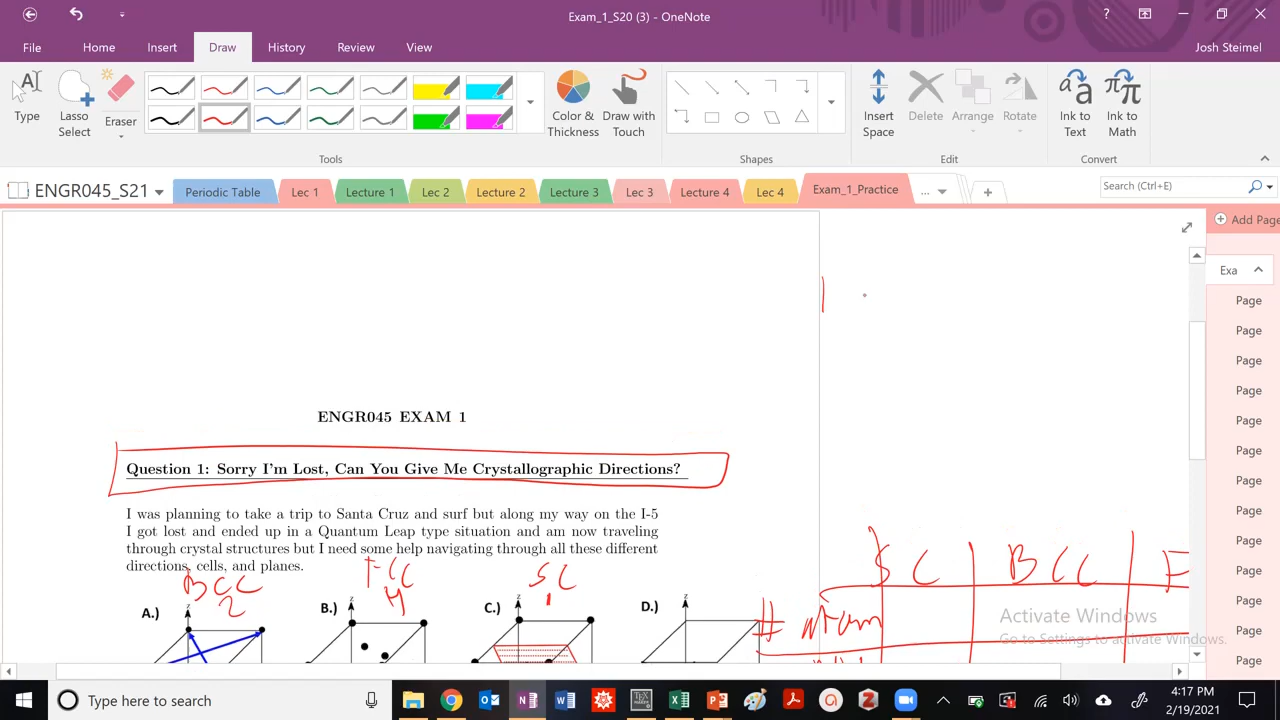 Exam_1_S20 (3) - OneNote
?
File Home Insert Draw History Review View Josh Steimel
Type Lasso Select Eraser Color & Thickness Draw with Touch Insert Space Delete Arrange Rotate Ink to Text Ink to Math
Tools Shapes Edit Convert
ENGR045_S21 Periodic Table Lec 1 Lecture 1 Lec 2 Lecture 2 Lecture 3 Lec 3 Lecture 4 Lec 4 Exam_1_Practice ... Search (Ctrl+E)
Add Page
Exa
Page
Page
Page
Page
Page
Page
Page
Page
Page
Page
Page
Page
Page
ENGR045 EXAM 1
Question 1: Sorry I'm Lost, Can You Give Me Crystallographic Directions?
I was planning to take a trip to Santa Cruz and surf but along my way on the I-5
I got lost and ended up in a Quantum Leap type situation and am now traveling
through crystal structures but I need some help navigating through all these different
directions, cells, and planes.
BCC FCC SC
2 4 1
A.) z B.) z C.) z D.) z
SC BCC F
# atom
Activate Windows
Go to Settings to activate Windows.
Type here to search
4:17 PM
2/19/2021